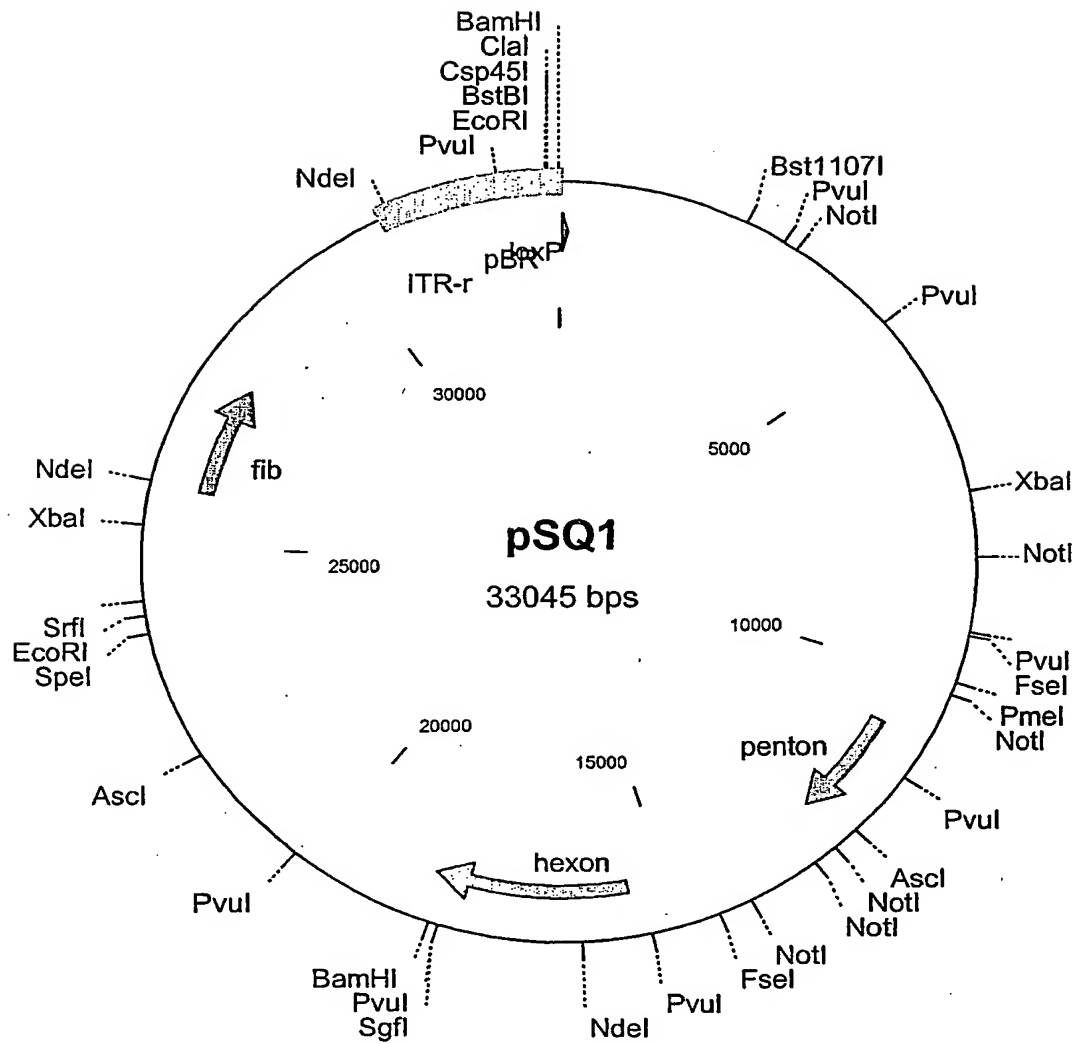 BamHI
ClaI
Csp45I
BstBI
EcoRI
PvuI
NdeI
Bst1107I
PvuI
NotI
loxP
pBR
ITR-r
PvuI
30000
5000
NdeI
fib
XbaI
XbaI
pSQ1
NotI
25000
33045 bps
SrfI
10000
EcoRI
PvuI
SpeI
FseI
PmeI
20000
penton
NotI
15000
AscI
PvuI
hexon
AscI
PvuI
NotI
NotI
BamHI
NotI
PvuI
FseI
SgfI
PvuI
NdeI